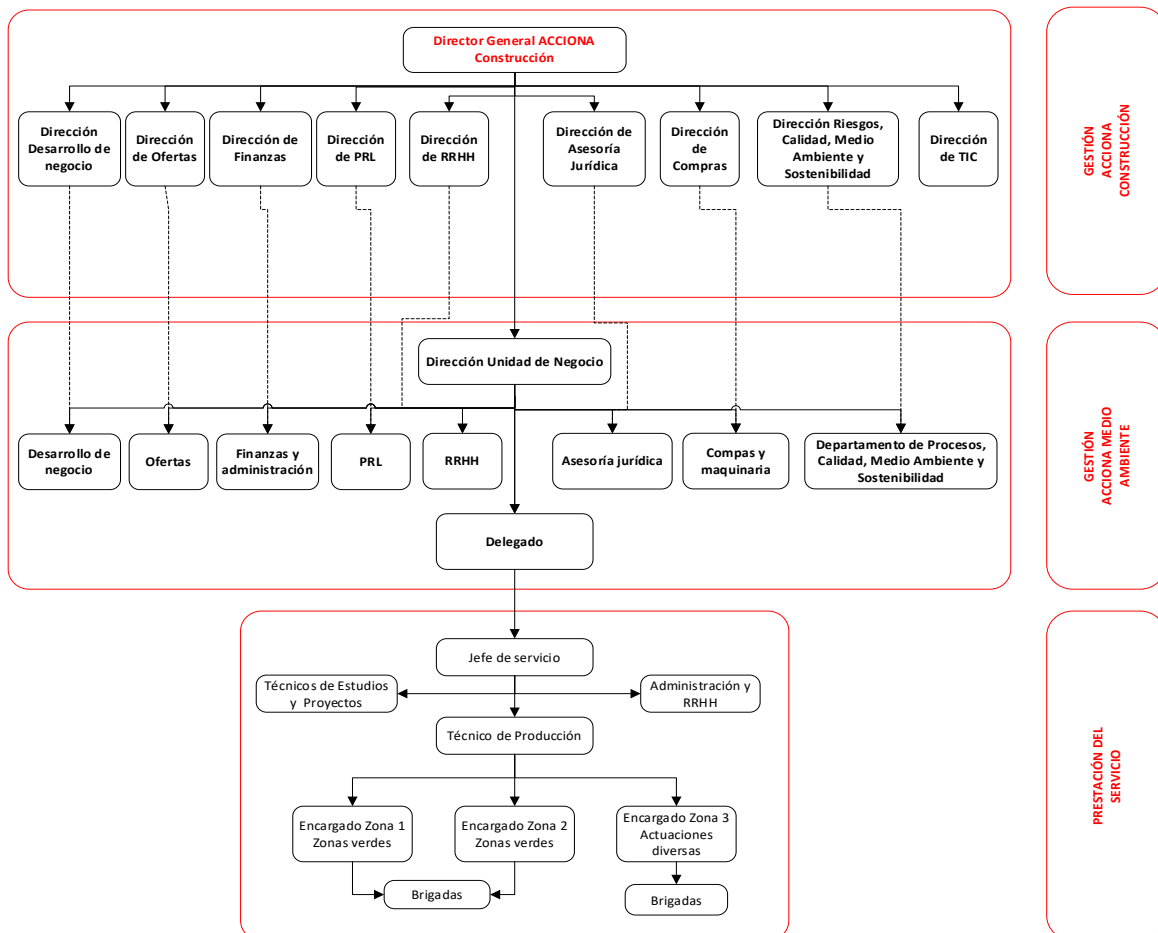 Director General ACCIONA
Construcción
Dirección
Desarrollo de
negocio
Dirección
de Ofertas
Dirección de
Finanzas
Dirección
de PRL
Dirección
de RRHH
Dirección de
Asesoría
Jurídica
Dirección
de
Compras
Dirección Riesgos,
Calidad, Medio
Ambiente y
Sostenibilidad
Dirección
de TIC
GESTIÓN
ACCIONA
CONSTRUCCIÓN
Dirección Unidad de Negocio
Desarrollo de
negocio
Ofertas
Finanzas y
administración
PRL
RRHH
Asesoría jurídica
Compas y
maquinaria
Departamento de Procesos,
Calidad, Medio Ambiente y
Sostenibilidad
Delegado
GESTIÓN
ACCIONA MEDIO
AMBIENTE
Jefe de servicio
Técnicos de Estudios
y Proyectos
Administración y
RRHH
Técnico de Producción
Encargado Zona 1
Zonas verdes
Encargado Zona 2
Zonas verdes
Encargado Zona 3
Actuaciones
diversas
Brigadas
Brigadas
PRESTACIÓN DEL
SERVICIO